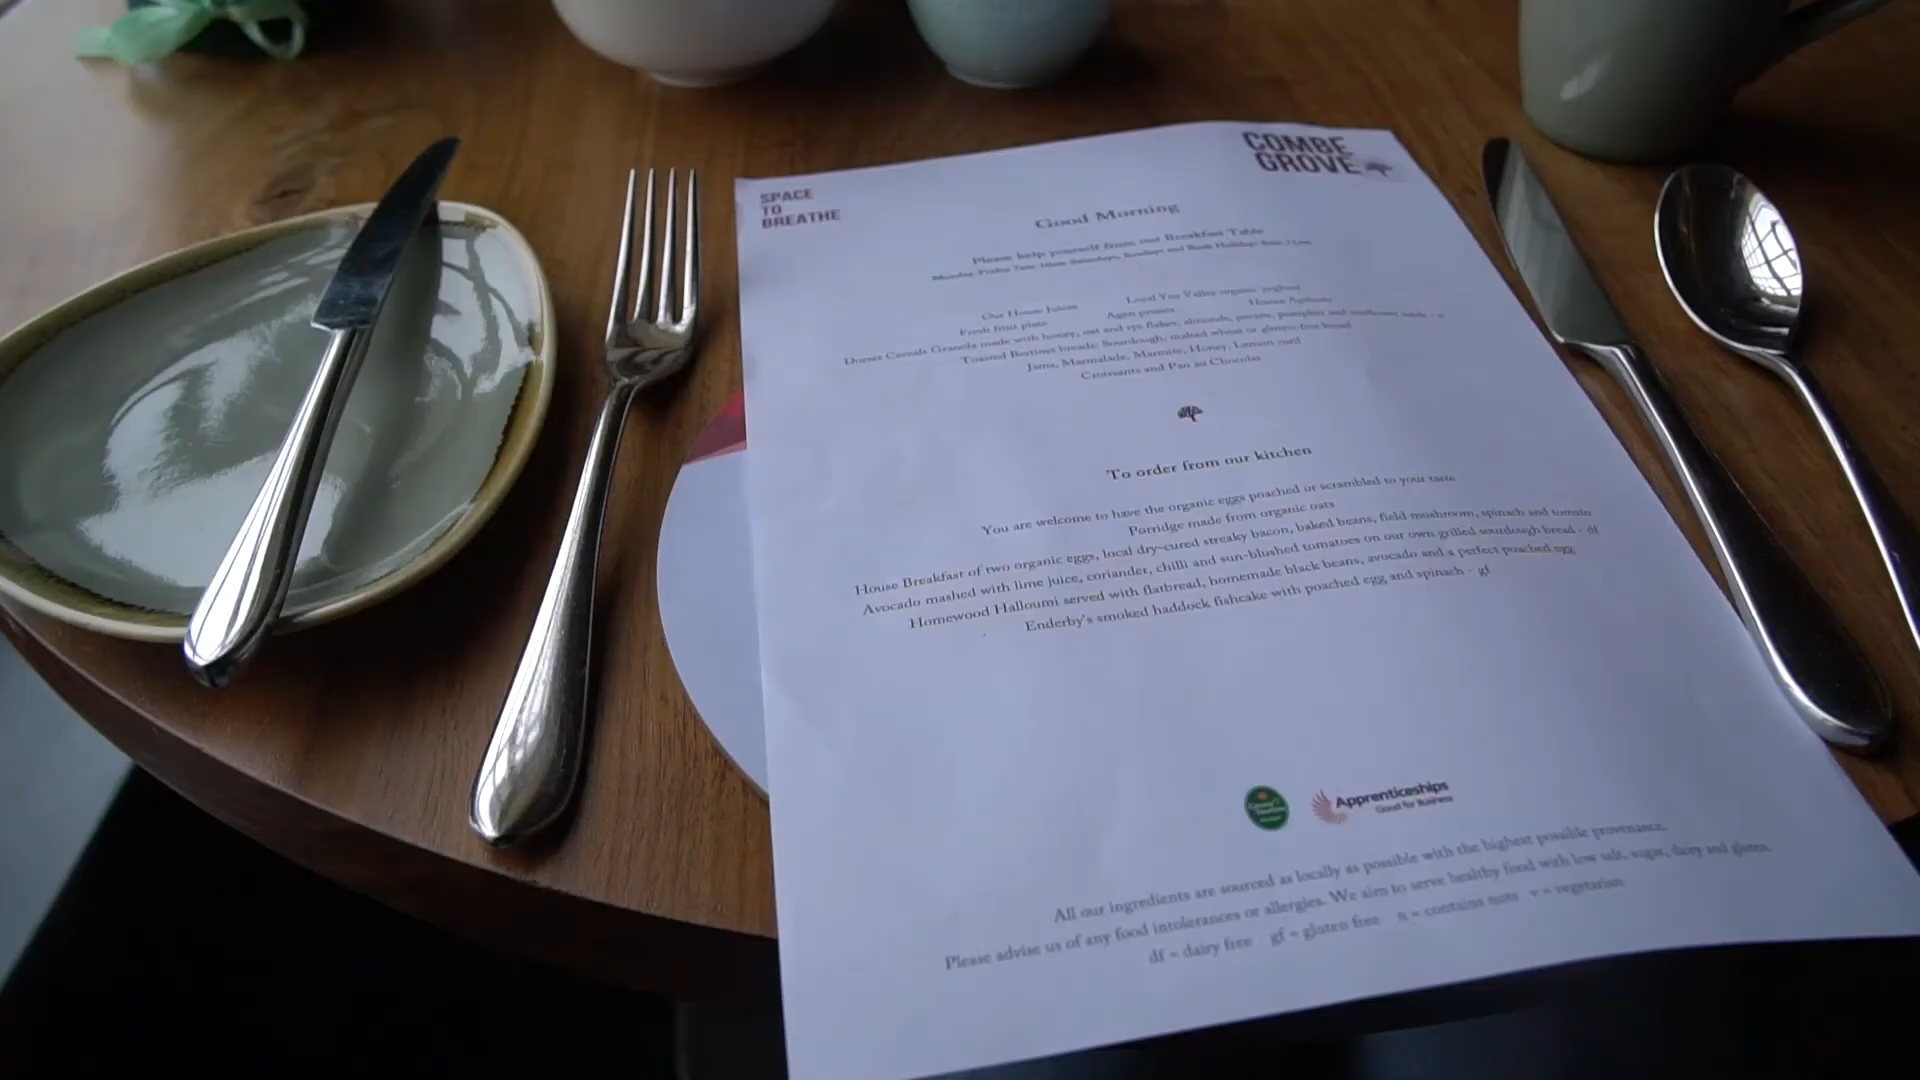 SPACE
TO
BREATHE
COMBE
GROVE
Good Morning
Please help yourself from our Breakfast Table
Monday-Friday 7am-10am Saturdays, Sundays and Bank Holidays 8am
Our House Juices
Local Yeo Valley organic yoghurt
Fresh fruit plate
Agen prunes
House
Dorset Cereals Granola made with honey, oat and rye flakes, almonds, pecans, pumpkin and sunflower seeds - n
Toasted Bertinet breads: Sourdough, malted wheat or gluten-free bread
Jams, Marmalade, Marmite, Honey, Lemon curd
Croissants and Pan au Chocolat
To order from our kitchen
You are welcome to have the organic eggs poached or scrambled to your taste
Porridge made from organic oats
House Breakfast of two organic eggs, local dry-cured streaky bacon, baked beans, field mushroom, spinach and tomato
Avocado mashed with lime juice, coriander, chilli and sun-blushed tomatoes on our own grilled sourdough bread - df
Homewood Halloumi served with flatbread, homemade black beans, avocado and a perfect poached egg
Enderby's smoked haddock fishcake with poached egg and spinach - gf
Apprenticeships
Good for Business
All our ingredients are sourced as locally as possible with the highest possible provenance.
Please advise us of any food intolerances or allergies. We aim to serve healthy food with low salt, sugar, dairy and gluten.
df = dairy free gf = gluten free n = contains nuts v = vegetarian